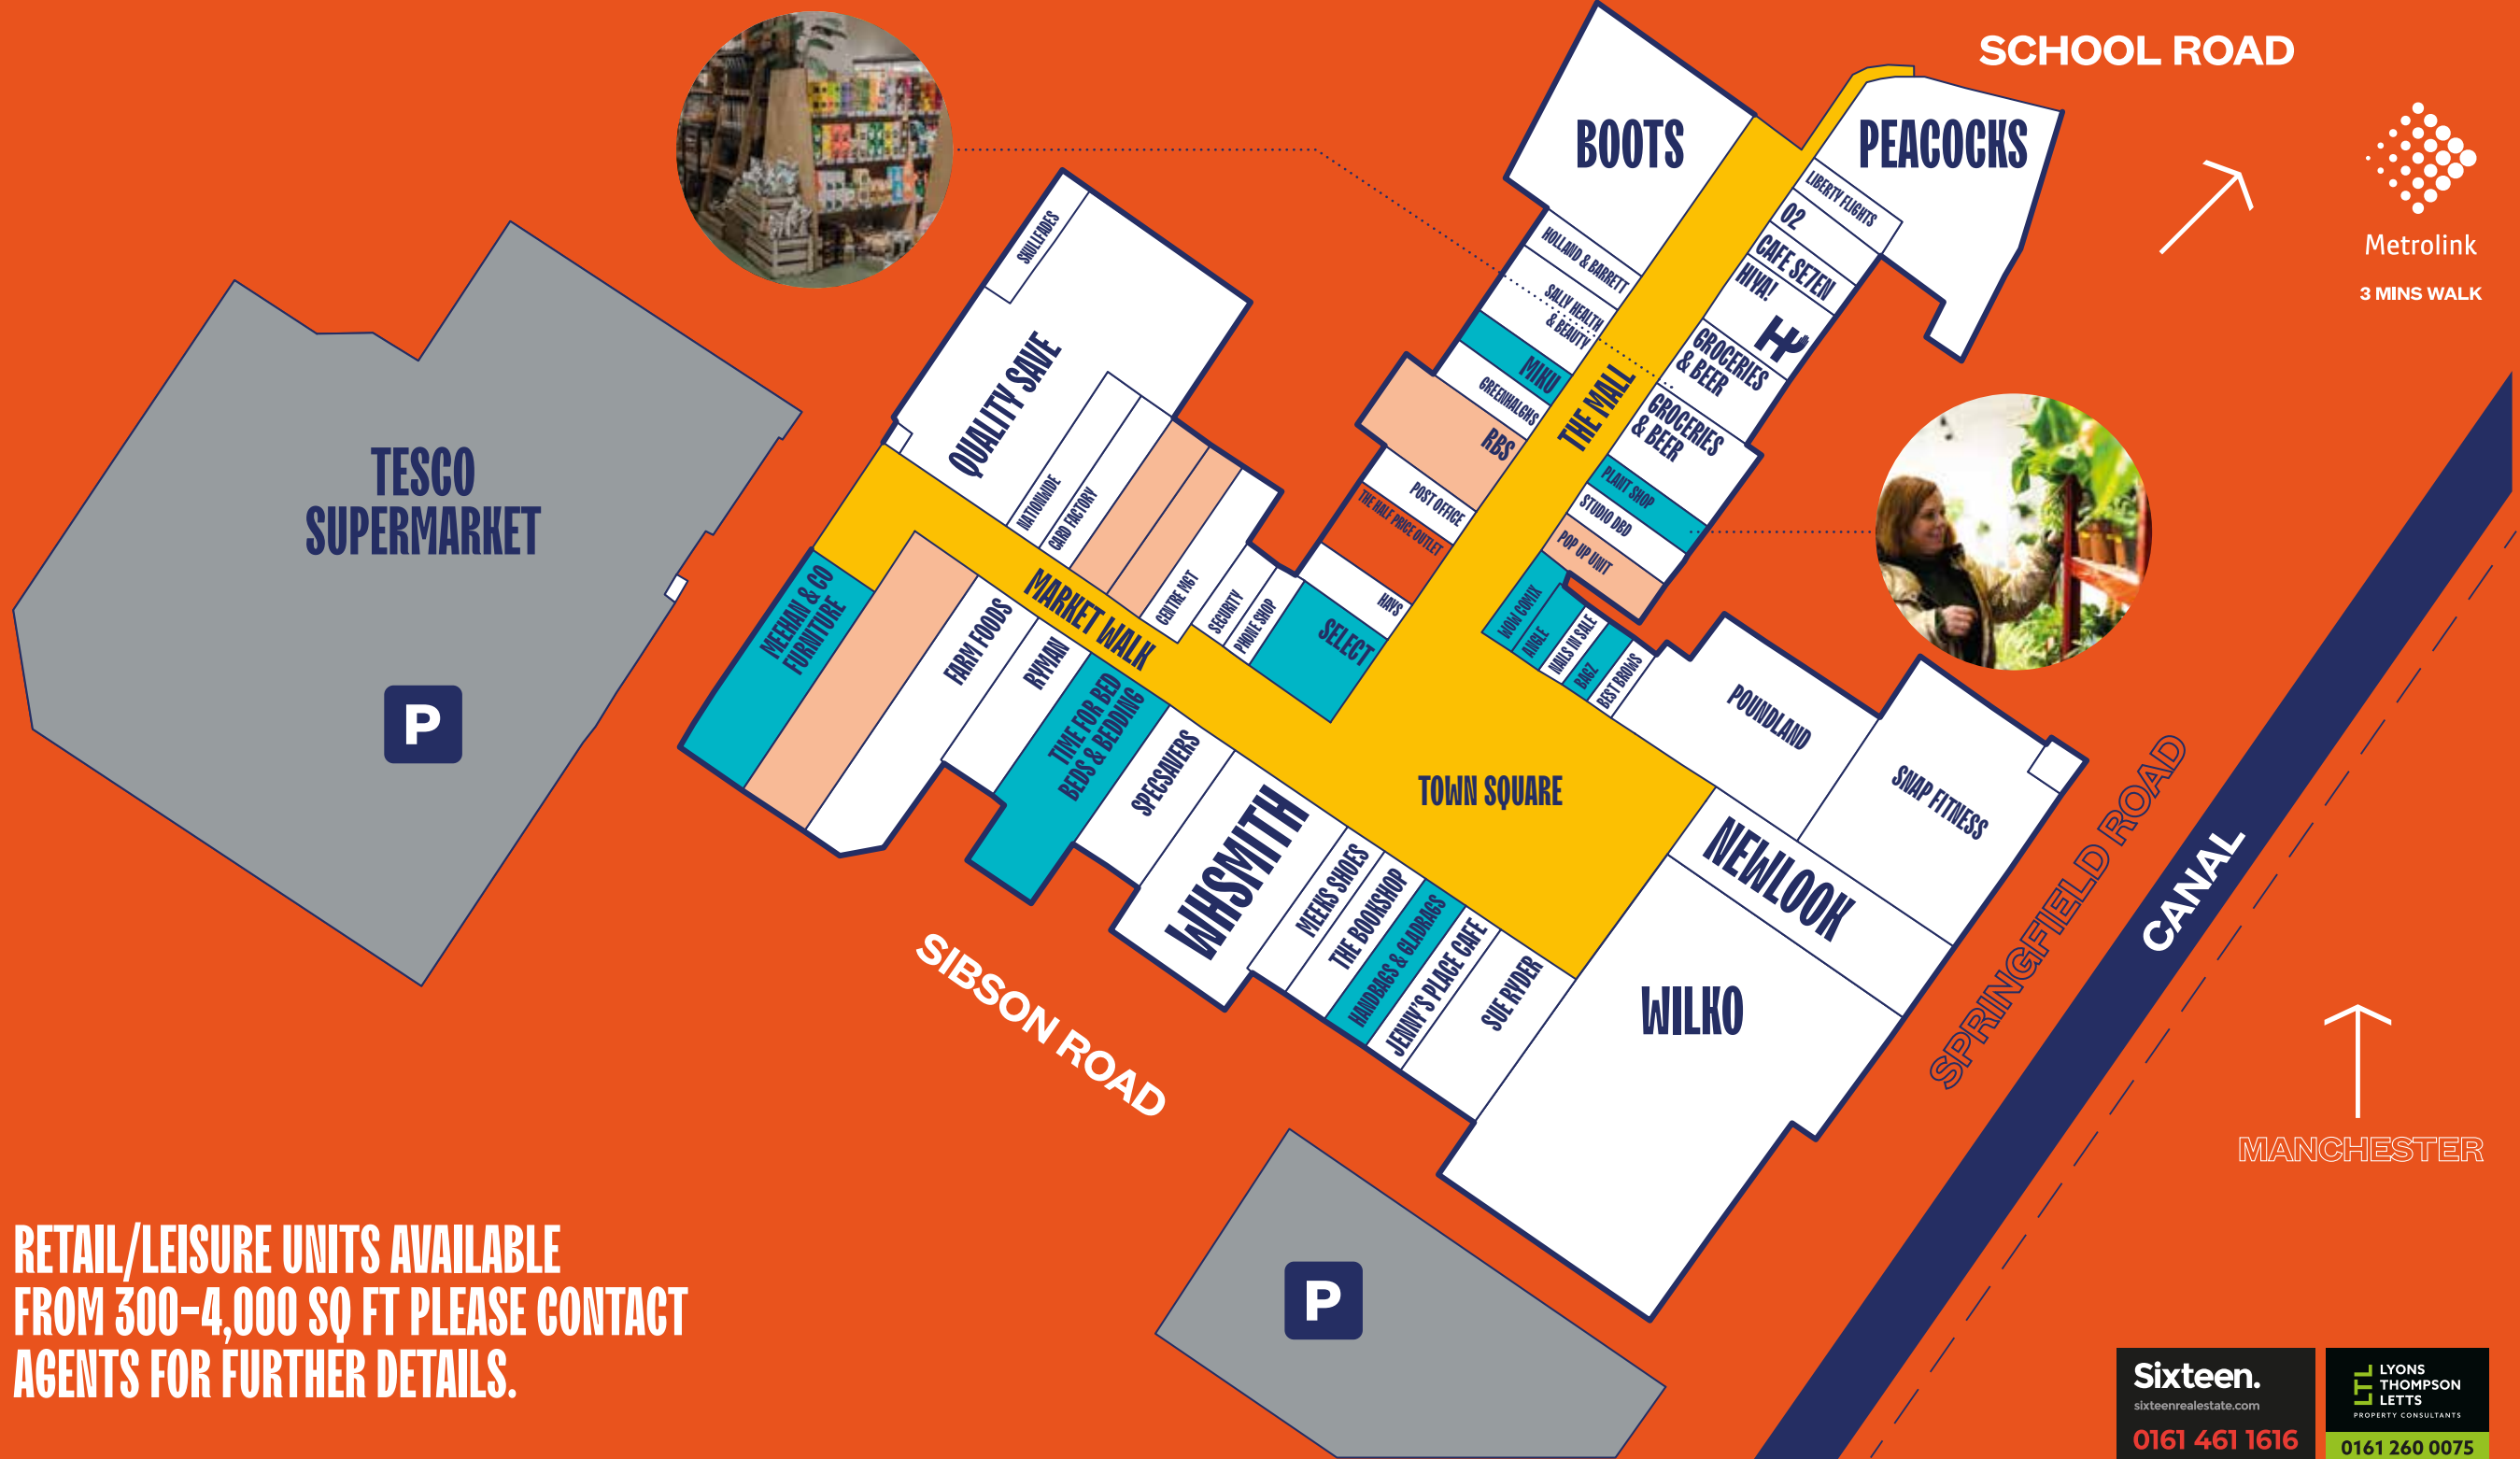 SCHOOL ROAD
Metrolink
3 MINS WALK
BOOTS
PEACOCKS
LIBERTY FLIGHTS
O2
CAFE SE7EN
HIYA!
HY
GROCERIES
& BEER
GROCERIES
& BEER
PLANT SHOP
STUDIO DBD
POP UP UNIT
HOLLAND & BARRETT
SALLY HEALTH
& BEAUTY
MIKU
GREENHALGHS
RBS
POST OFFICE
THE HALF PRICE OUTLET
HAYS
SELECT
THE MALL
SKULLFADES
QUALITY SAVE
NATIONWIDE
CARD FACTORY
CENTRE MGT
SECURITY
PHONE SHOP
TESCO
SUPERMARKET
P
MARKET WALK
MEEHAN & CO
FURNITURE
FARM FOODS
RYMAN
TIME FOR BED
BEDS & BEDDING
SPECSAVERS
WHSMITH
MEEKS SHOES
THE BOOKSHOP
HANDBAGS & GLADRAGS
JENNY'S PLACE CAFE
SUE RYDER
TOWN SQUARE
WOW COMIX
ANGLE
NAILS IN SALE
BAGZ
BEST BROWS
POUNDLAND
SNAP FITNESS
NEWLOOK
WILKO
SIBSON ROAD
SPRINGFIELD ROAD
CANAL
MANCHESTER
P
RETAIL/LEISURE UNITS AVAILABLE
FROM 300-4,000 SQ FT PLEASE CONTACT
AGENTS FOR FURTHER DETAILS.
Sixteen.
sixteenrealestate.com
0161 461 1616
LTL
LYONS
THOMPSON
LETTS
PROPERTY CONSULTANTS
0161 260 0075